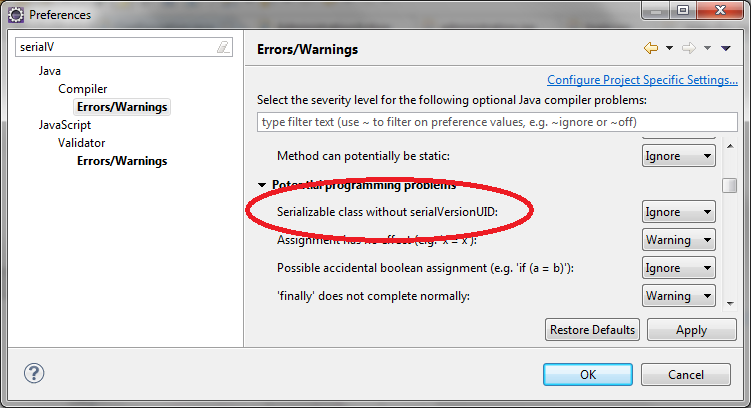 Preferences
serialV
Java
Compiler
Errors/Warnings
JavaScript
Validator
Errors/Warnings
Errors/Warnings
Configure Project Specific Settings...
Select the severity level for the following optional Java compiler problems:
type filter text (use ~ to filter on preference values, e.g. ~ignore or ~off)
Method can potentially be static: Ignore
Potential programming problems
Serializable class without serialVersionUID: Ignore
Assignment has no effect (e.g. 'x = x'): Warning
Possible accidental boolean assignment (e.g. 'if (a = b)'): Ignore
'finally' does not complete normally: Warning
Restore Defaults Apply
? OK Cancel